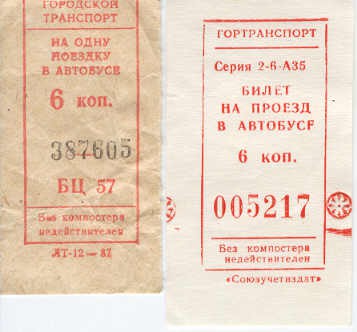 ГОРОДСКОЙ
ТРАНСПОРТ
НА ОДНУ
ПОЕЗДКУ
В АВТОБУСЕ
6 коп.
387605
БЦ 57
Без компостера
недействителен
ЯТ-12-87
ГОРТРАНСПОРТ
Серия 2-6-А35
БИЛЕТ
НА ПРОЕЗД
В АВТОБУСЕ
6 коп.
005217
Без компостера
недействителен
«Союзучетиздат»